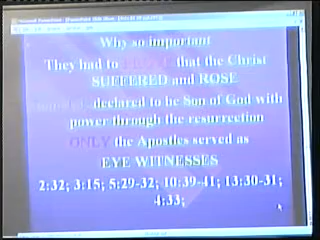 Why so important
They had to PROVE that the Christ
SUFFERED and ROSE
declared to be Son of God with
power through the resurrection
ONLY the Apostles served as
EYE WITNESSES
2:32; 3:15; 5:29-32; 10:39-41; 13:30-31;
4:33;